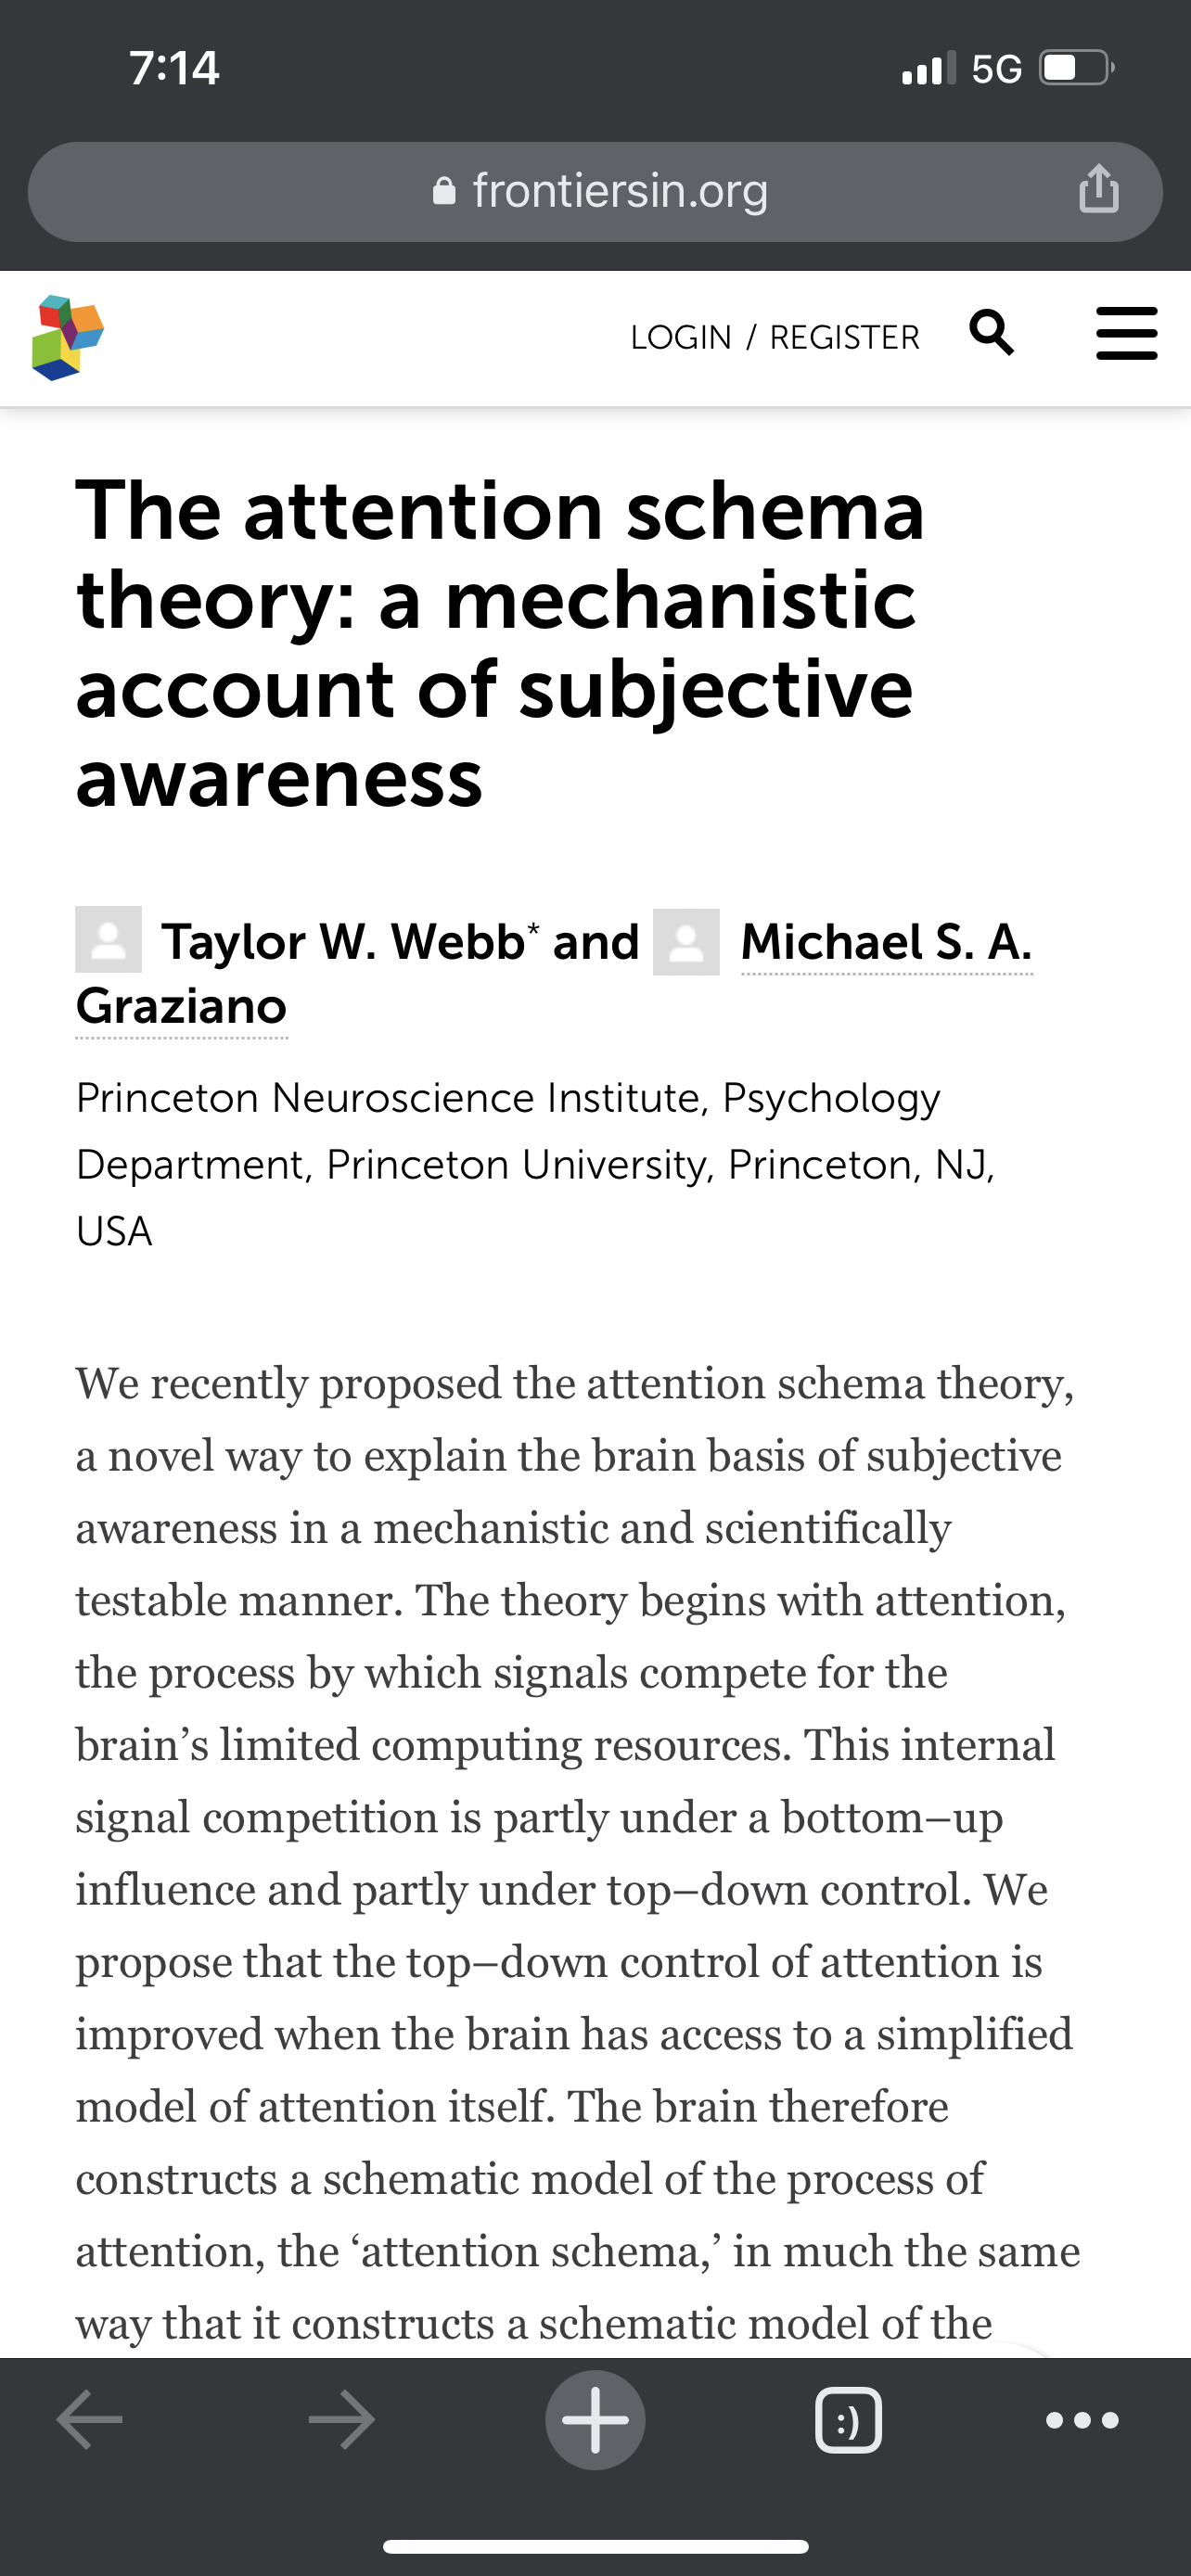 7:14
5G
frontiersin.org
LOGIN / REGISTER
The attention schema
theory: a mechanistic
account of subjective
awareness
Taylor W. Webb* and Michael S. A.
Graziano
Princeton Neuroscience Institute, Psychology
Department, Princeton University, Princeton, NJ,
USA
We recently proposed the attention schema theory,
a novel way to explain the brain basis of subjective
awareness in a mechanistic and scientifically
testable manner. The theory begins with attention,
the process by which signals compete for the
brain’s limited computing resources. This internal
signal competition is partly under a bottom–up
influence and partly under top–down control. We
propose that the top–down control of attention is
improved when the brain has access to a simplified
model of attention itself. The brain therefore
constructs a schematic model of the process of
attention, the ‘attention schema,’ in much the same
way that it constructs a schematic model of the
:)